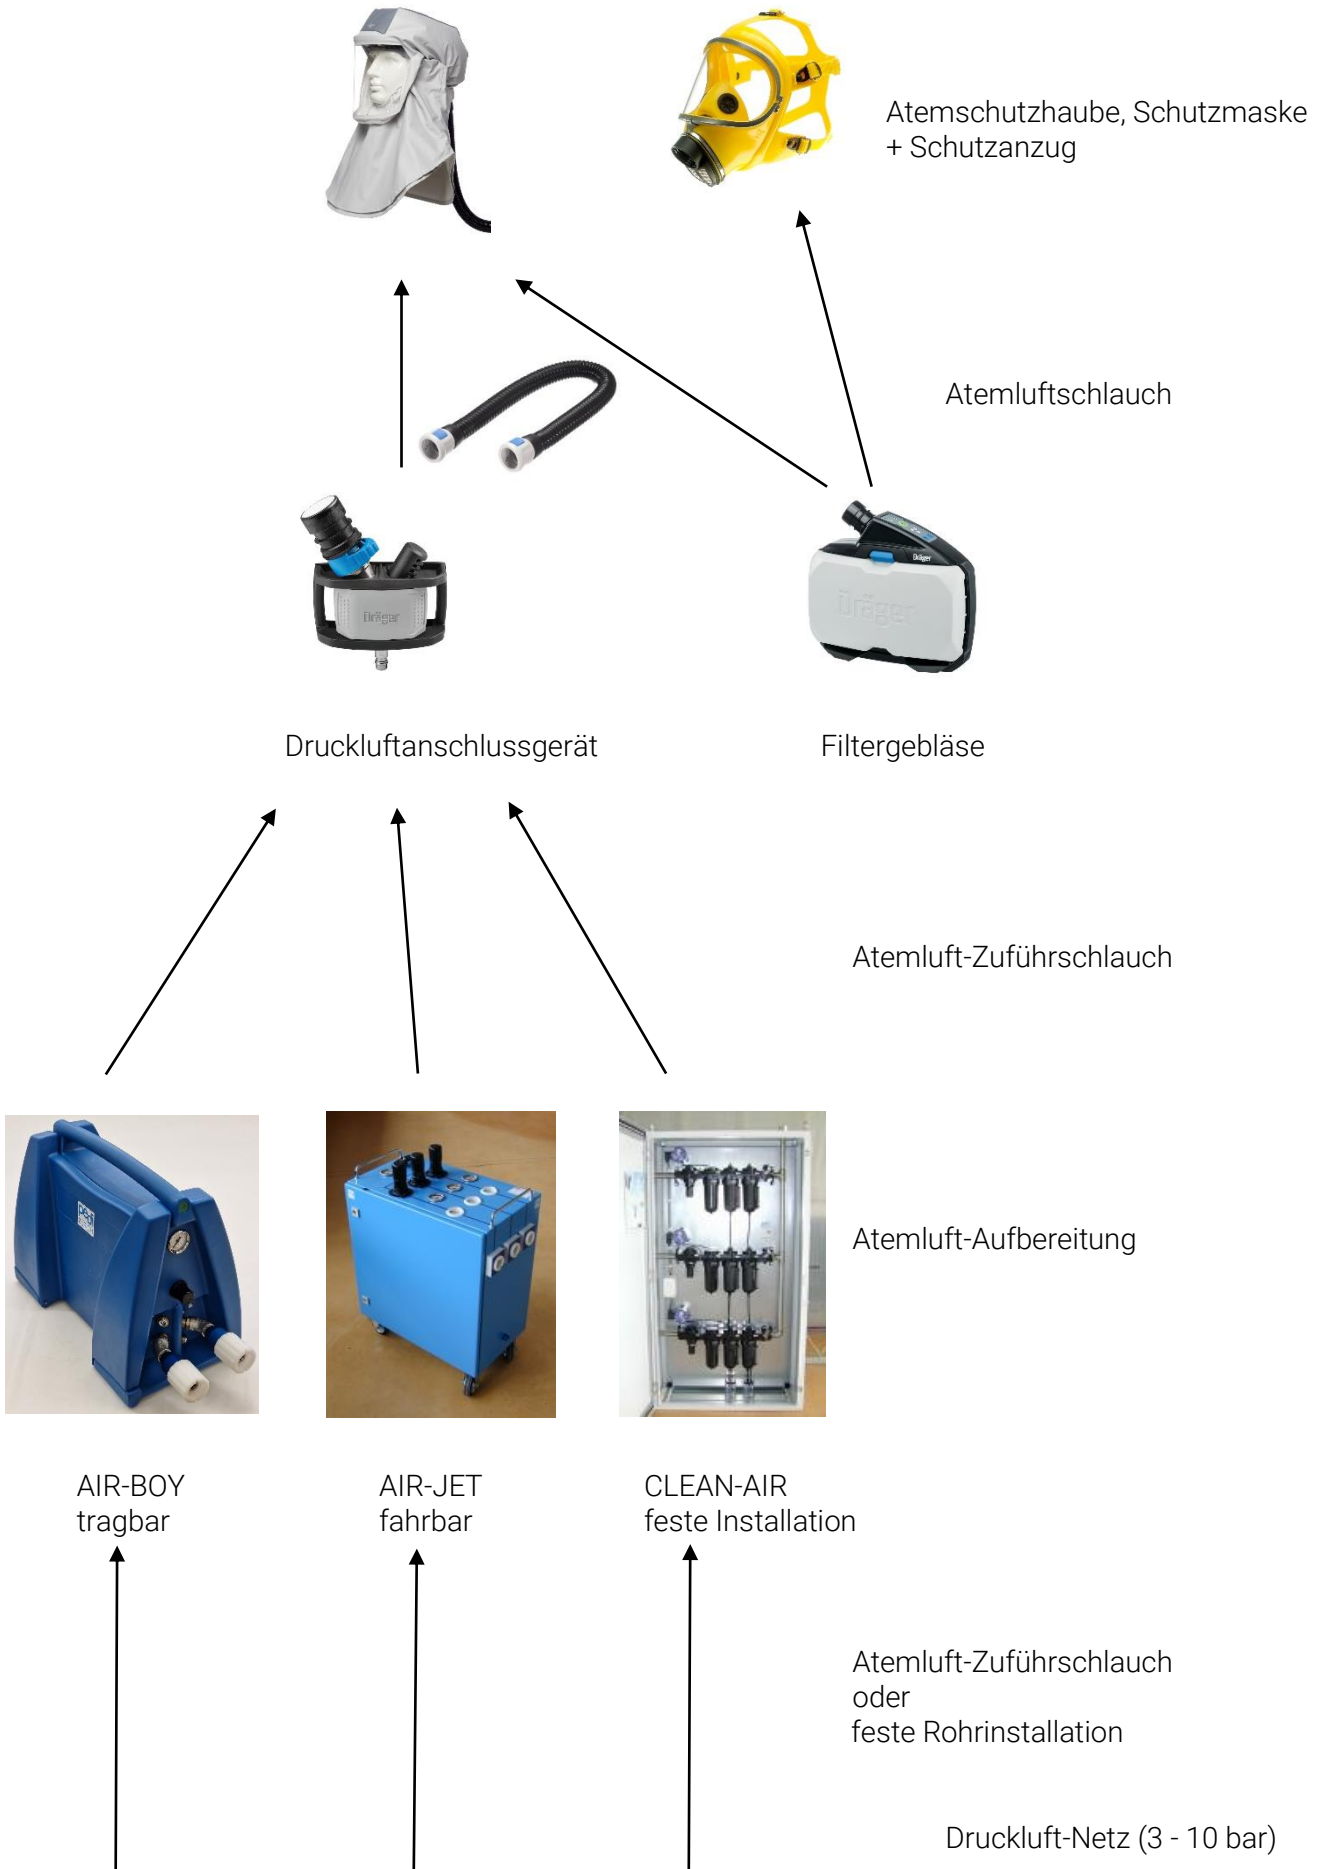 Atemschutzhaube, Schutzmaske
+ Schutzanzug
Atemluftschlauch
Dräger
Dräger
Dräger
Druckluftanschlussgerät
Filtergebläse
Atemluft-Zuführschlauch
Atemluft-Aufbereitung
AIR-BOY
tragbar
AIR-JET
fahrbar
CLEAN-AIR
feste Installation
Atemluft-Zuführschlauch
oder
feste Rohrinstallation
Druckluft-Netz (3 - 10 bar)